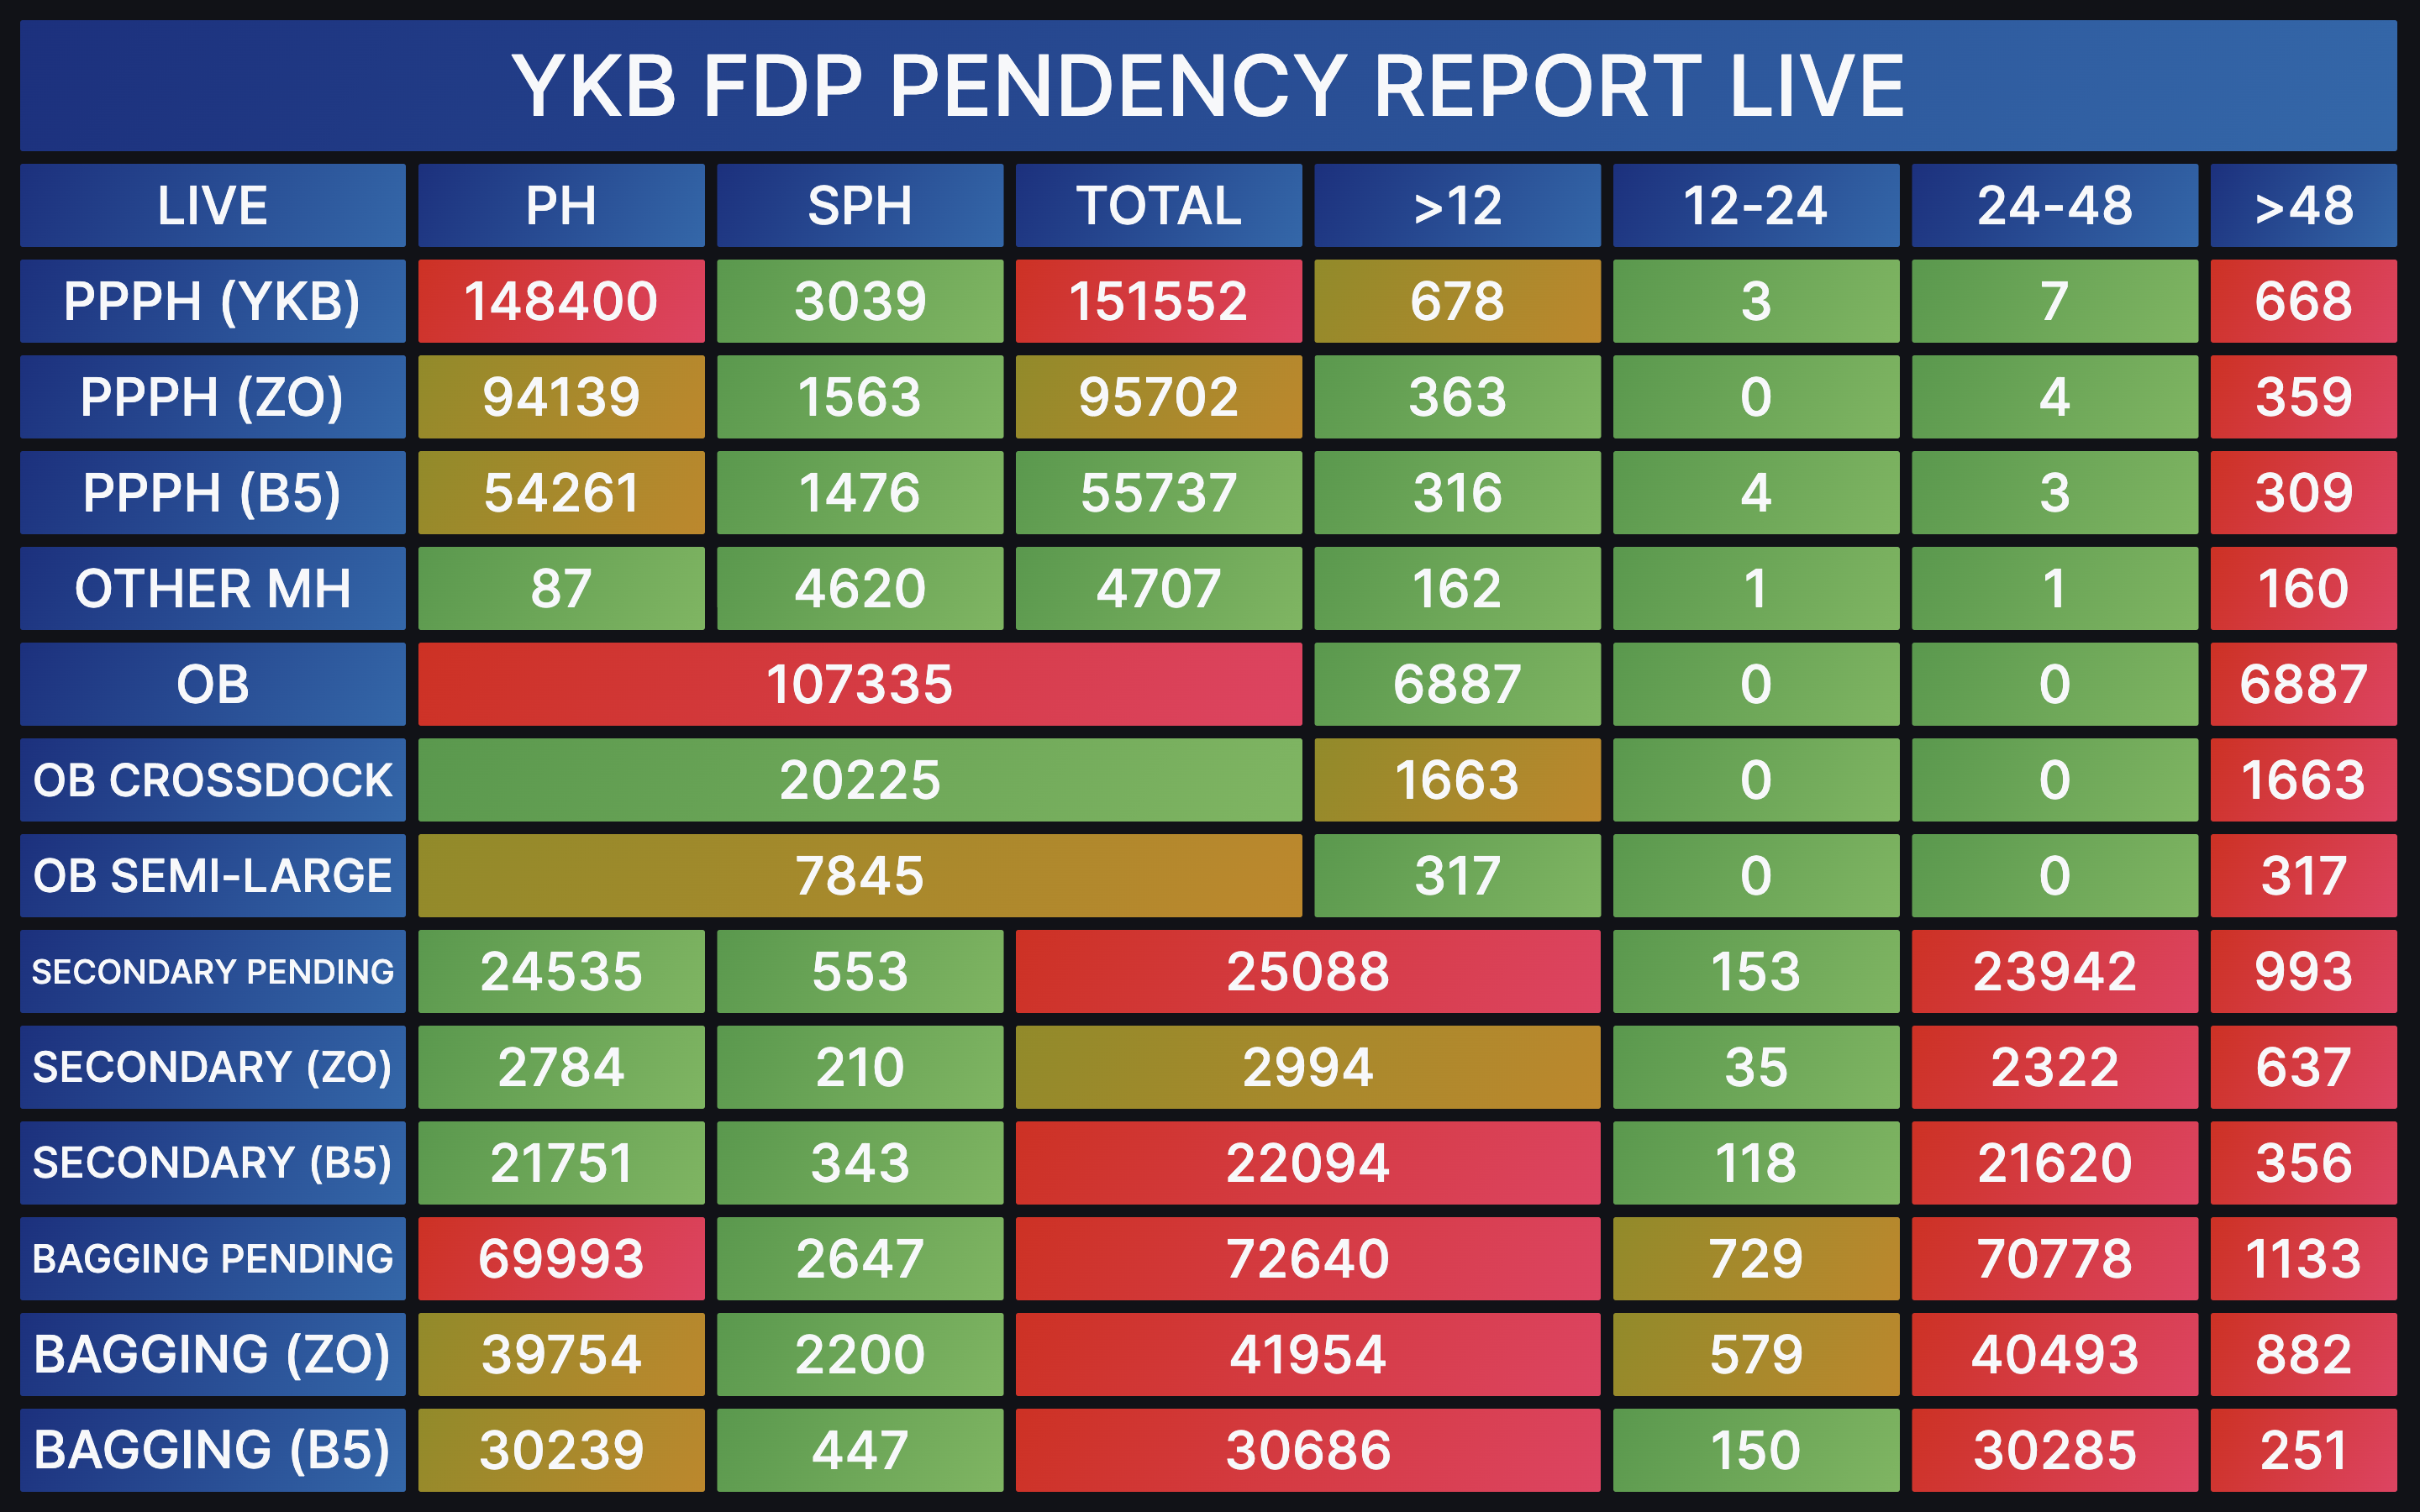 YKB FDP PENDENCY REPORT LIVE
LIVE PH SPH TOTAL >12 12-24 24-48 >48
PPPH (YKB) 148400 3039 151552 678 3 7 668
PPPH (ZO) 94139 1563 95702 363 0 4 359
PPPH (B5) 54261 1476 55737 316 4 3 309
OTHER MH 87 4620 4707 162 1 1 160
OB 107335 6887 0 0 6887
OB CROSSDOCK 20225 1663 0 0 1663
OB SEMI-LARGE 7845 317 0 0 317
SECONDARY PENDING 24535 553 25088 153 23942 993
SECONDARY (ZO) 2784 210 2994 35 2322 637
SECONDARY (B5) 21751 343 22094 118 21620 356
BAGGING PENDING 69993 2647 72640 729 70778 1133
BAGGING (ZO) 39754 2200 41954 579 40493 882
BAGGING (B5) 30239 447 30686 150 30285 251